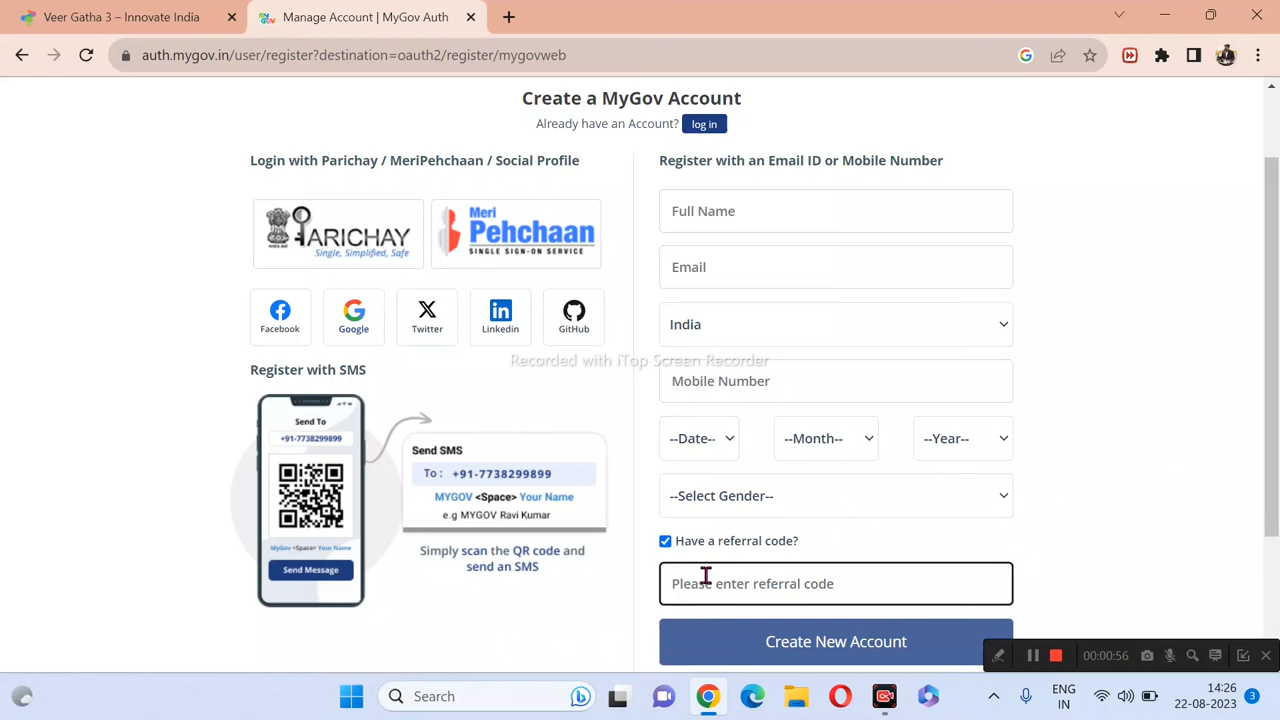 Veer Gatha 3 – Innovate India
Manage Account | MyGov Auth
auth.mygov.in/user/register?destination=oauth2/register/mygovweb
Create a MyGov Account
Already have an Account? log in
Login with Parichay / MeriPehchaan / Social Profile
PARICHAY
Single, Simplified, Safe
Meri
Pehchaan
SINGLE SIGN-ON SERVICE
Facebook
Google
Twitter
Linkedin
GitHub
Register with SMS
Send To
+91-7738299899
MyGov <Space> Your Name
Send Message
Send SMS
To : +91-7738299899
MYGOV <Space> Your Name
e.g MYGOV Ravi Kumar
Simply scan the QR code and
send an SMS
Register with an Email ID or Mobile Number
Full Name
Email
India
Recorded with iTop Screen Recorder
Mobile Number
--Date-- --Month-- --Year--
--Select Gender--
Have a referral code?
Please enter referral code
Create New Account
00:00:56
Search
ENG
IN
14:26
22-08-2023
3